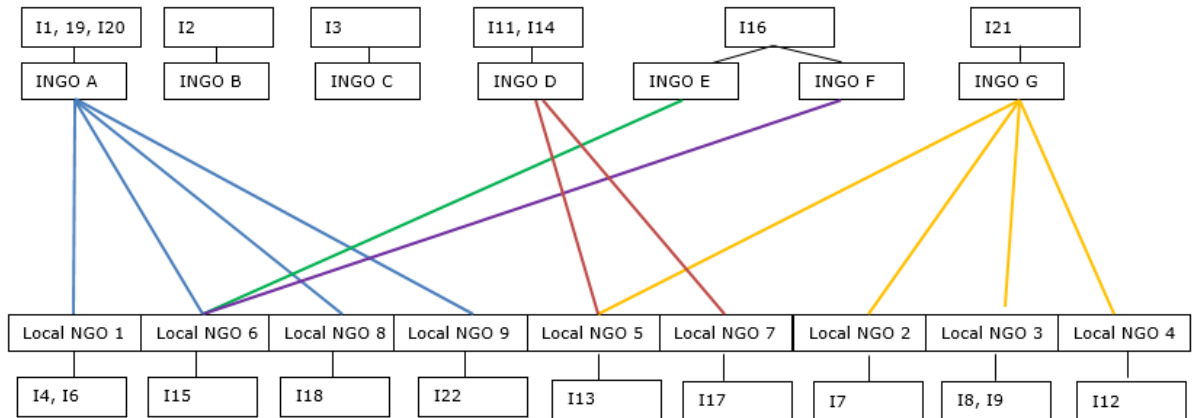 I1, 19, I20
I2
I3
I11, I14
I16
I21
INGO A
INGO B
INGO C
INGO D
INGO E
INGO F
INGO G
Local NGO 1
Local NGO 6
Local NGO 8
Local NGO 9
Local NGO 5
Local NGO 7
Local NGO 2
Local NGO 3
Local NGO 4
I4, I6
I15
I18
I22
I13
I17
I7
I8, I9
I12